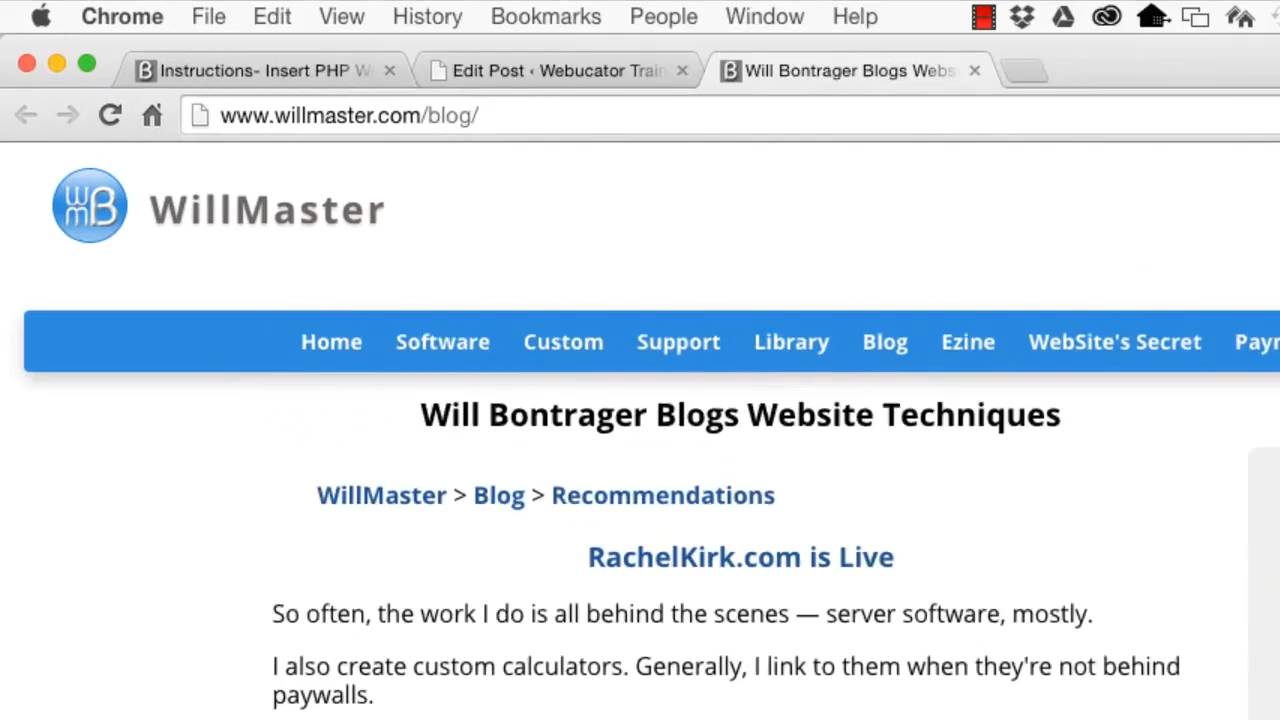 Chrome File Edit View History Bookmarks People Window Help
Instructions- Insert PHP W
Edit Post ‹ Webucator Train
Will Bontrager Blogs Webs
www.willmaster.com/blog/
WillMaster
Home Software Custom Support Library Blog Ezine WebSite's Secret Paym
Will Bontrager Blogs Website Techniques
WillMaster > Blog > Recommendations
RachelKirk.com is Live
So often, the work I do is all behind the scenes — server software, mostly.
I also create custom calculators. Generally, I link to them when they're not behind
paywalls.